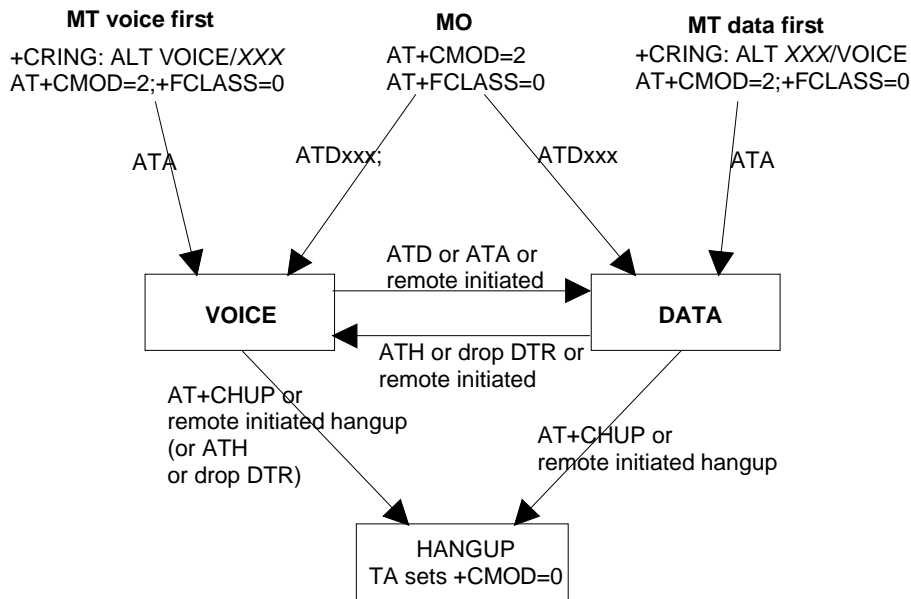 MT voice first
+CRING: ALT VOICE/XXX
AT+CMOD=2;+FCLASS=0
MO
AT+CMOD=2
AT+FCLASS=0
MT data first
+CRING: ALT XXX/VOICE
AT+CMOD=2;+FCLASS=0
ATA
ATDxxx;
ATDxxx
ATA
ATD or ATA or
remote initiated
VOICE
DATA
ATH or drop DTR or
remote initiated
AT+CHUP or
remote initiated hangup
(or ATH
or drop DTR)
AT+CHUP or
remote initiated hangup
HANGUP
TA sets +CMOD=0